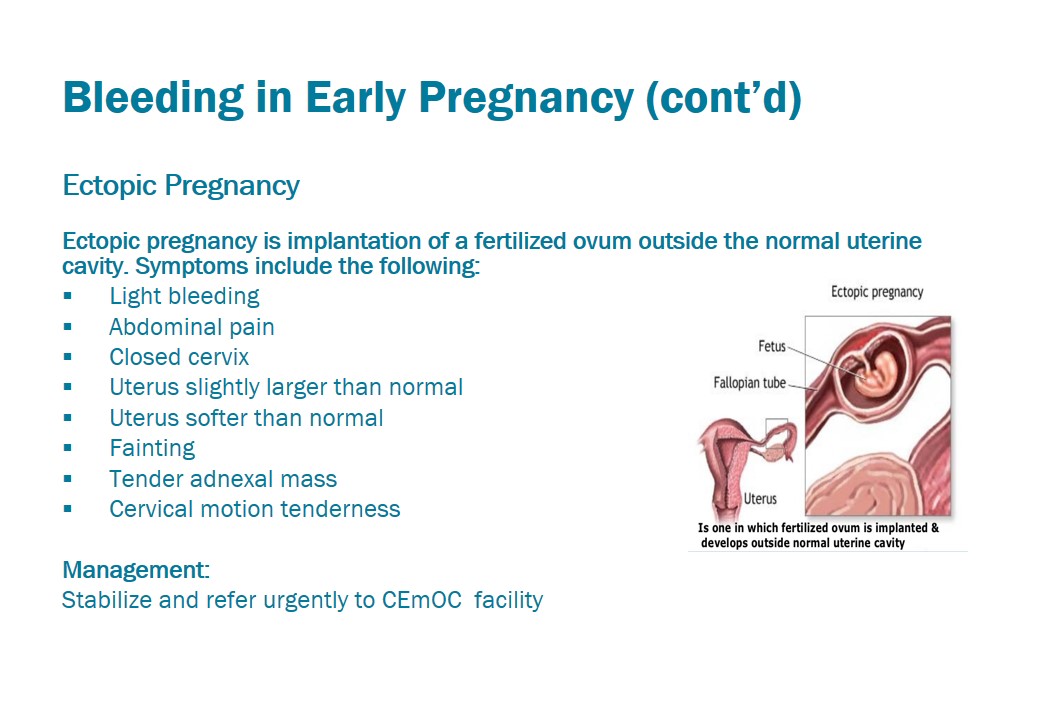 Bleeding in Early Pregnancy (cont’d)
Ectopic Pregnancy
Ectopic pregnancy is implantation of a fertilized ovum outside the normal uterine
cavity. Symptoms include the following:
▪ Light bleeding
▪ Abdominal pain
▪ Closed cervix
▪ Uterus slightly larger than normal
▪ Uterus softer than normal
▪ Fainting
▪ Tender adnexal mass
▪ Cervical motion tenderness
Management:
Stabilize and refer urgently to CEmOC  facility
Ectopic pregnancy
Fetus
Fallopian tube
Uterus
Is one in which fertilized ovum is implanted &
develops outside normal uterine cavity